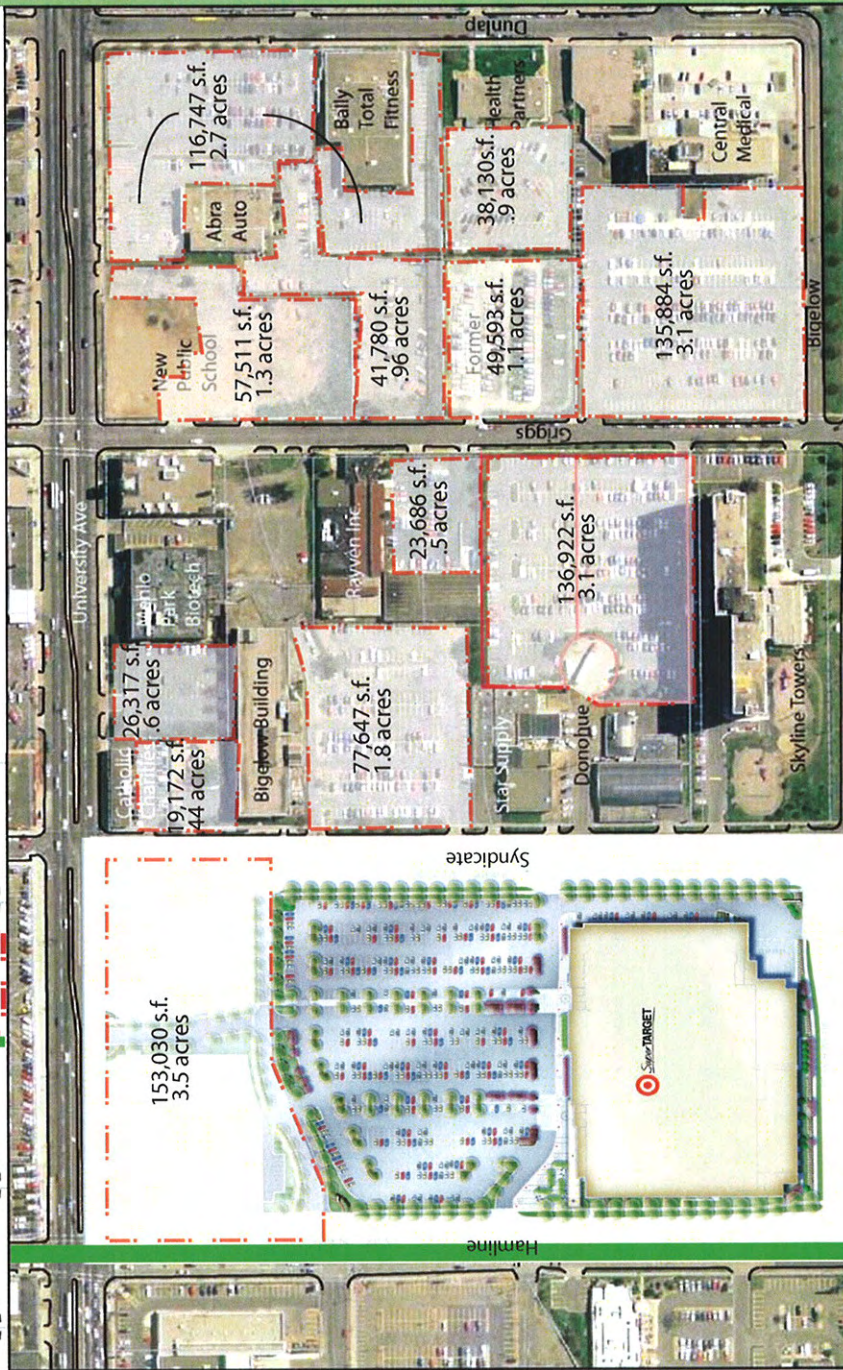 Dunlap
116,747 s.f.
2.7 acres
Bally
Total
Fitness
Health
Partners
Central
Medical
Abra
Auto
38,130s.f.
.9 acres
New
Public
School
57,511 s.f.
1.3 acres
41,780 s.f.
.96 acres
Former
49,593 s.f.
1.1 acres
135,884 s.f.
3.1 acres
Bigelow
Griggs
University Ave
Menlo
Park
Biotech
Rayven Inc.
23,686 s.f.
.5 acres
136,922 s.f.
3.1 acres
26,317 s.f.
.6 acres
Catholic
Charities
19,172 s.f.
.44 acres
Bigelow Building
77,647 s.f.
1.8 acres
Star Supply
Donohue
Skyline Towers
Syndicate
153,030 s.f.
3.5 acres
SuperTARGET
Hamline